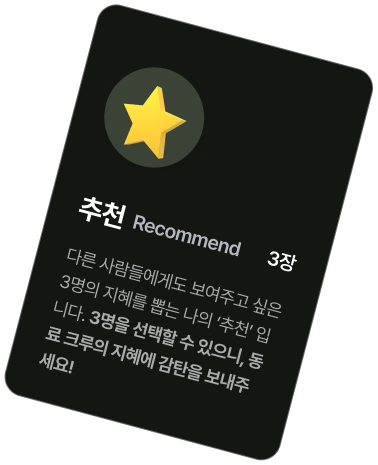 추천 Recommend 3장
다른 사람들에게도 보여주고 싶은
3명의 지혜를 뽑는 나의 ‘추천’ 입
니다. 3명을 선택할 수 있으니, 동
료 크루의 지혜에 감탄을 보내주
세요!